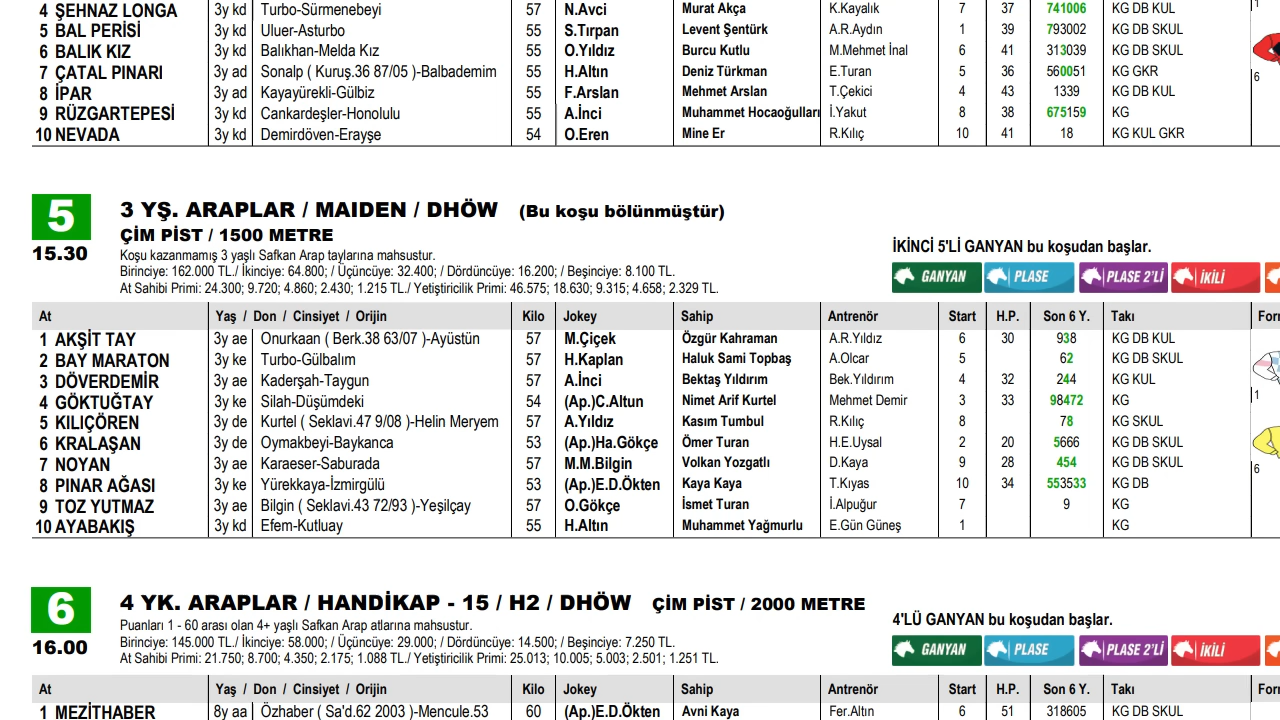 4 ŞEHNAZ LONGA 3y kd Turbo-Sürmenebeyi 57 N.Avci Murat Akça K.Kayalık 7 37 741006 KG DB KUL
5 BAL PERİSİ 3y kd Uluer-Asturbo 55 S.Tırpan Levent Şentürk A.R.Aydın 1 39 793002 KG DB SKUL
6 BALIK KIZ 3y kd Balıkhan-Melda Kız 55 O.Yıldız Burcu Kutlu M.Mehmet İnal 6 41 313039 KG DB SKUL
7 ÇATAL PINARI 3y ad Sonalp ( Kuruş.36 87/05 )-Balbademim 55 H.Altın Deniz Türkman E.Turan 5 36 560051 KG GKR
8 İPAR 3y ad Kayayürekli-Gülbiz 55 F.Arslan Mehmet Arslan T.Çekici 4 43 1339 KG DB KUL
9 RÜZGARTEPESİ 3y kd Cankardeşler-Honolulu 55 A.İnci Muhammet Hocaoğulları İ.Yakut 8 38 675159 KG
10 NEVADA 3y kd Demirdöven-Erayşe 54 O.Eren Mine Er R.Kılıç 10 41 18 KG KUL GKR
1
6
5 3 YŞ. ARAPLAR / MAIDEN / DHÖW (Bu koşu bölünmüştür)
15.30 ÇİM PİST / 1500 METRE
İKİNCİ 5'Lİ GANYAN bu koşudan başlar.
Koşu kazanmamış 3 yaşlı Safkan Arap taylarına mahsustur.
Birinciye: 162.000 TL./ İkinciye: 64.800; / Üçüncüye: 32.400; / Dördüncüye: 16.200; / Beşinciye: 8.100 TL.
GANYAN PLASE PLASE 2'Lİ İKİLİ
At Sahibi Primi: 24.300; 9.720; 4.860; 2.430; 1.215 TL./ Yetiştiricilik Primi: 46.575; 18.630; 9.315; 4.658; 2.329 TL.
At Yaş / Don / Cinsiyet / Orijin Kilo Jokey Sahip Antrenör Start H.P. Son 6 Y. Takı For
1 AKŞİT TAY 3y ae Onurkaan ( Berk.38 63/07 )-Ayüstün 57 M.Çiçek Özgür Kahraman A.R.Yıldız 6 30 938 KG DB KUL
2 BAY MARATON 3y ke Turbo-Gülbalım 57 H.Kaplan Haluk Sami Topbaş A.Olcar 5 62 KG DB SKUL
3 DÖVERDEMİR 3y ae Kaderşah-Taygun 57 A.İnci Bektaş Yıldırım Bek.Yıldırım 4 32 244 KG KUL
4 GÖKTUĞTAY 3y ke Silah-Düşümdeki 54 (Ap.)C.Altun Nimet Arif Kurtel Mehmet Demir 3 33 98472 KG
5 KILIÇÖREN 3y de Kurtel ( Seklavi.47 9/08 )-Helin Meryem 57 A.Yıldız Kasım Tumbul R.Kılıç 8 78 KG SKUL
6 KRALAŞAN 3y de Oymakbeyi-Baykanca 53 (Ap.)Ha.Gökçe Ömer Turan H.E.Uysal 2 20 5666 KG DB SKUL
7 NOYAN 3y ae Karaeser-Saburada 57 M.M.Bilgin Volkan Yozgatlı D.Kaya 9 28 454 KG DB SKUL
8 PINAR AĞASI 3y ke Yürekkaya-İzmirgülü 53 (Ap.)E.D.Ökten Kaya Kaya T.Kıyas 10 34 553533 KG DB
9 TOZ YUTMAZ 3y ae Bilgin ( Seklavi.43 72/93 )-Yeşilçay 57 O.Gökçe İsmet Turan İ.Alpuğur 7 9 KG
10 AYABAKIŞ 3y kd Efem-Kutluay 55 H.Altın Muhammet Yağmurlu E.Gün Güneş 1 KG
1
6
6 4 YK. ARAPLAR / HANDİKAP - 15 / H2 / DHÖW ÇİM PİST / 2000 METRE
4'LÜ GANYAN bu koşudan başlar.
Puanları 1 - 60 arası olan 4+ yaşlı Safkan Arap atlarına mahsustur.
16.00 Birinciye: 145.000 TL./ İkinciye: 58.000; / Üçüncüye: 29.000; / Dördüncüye: 14.500; / Beşinciye: 7.250 TL.
GANYAN PLASE PLASE 2'Lİ İKİLİ
At Sahibi Primi: 21.750; 8.700; 4.350; 2.175; 1.088 TL./ Yetiştiricilik Primi: 25.013; 10.005; 5.003; 2.501; 1.251 TL.
At Yaş / Don / Cinsiyet / Orijin Kilo Jokey Sahip Antrenör Start H.P. Son 6 Y. Takı For
1 MEZİTHABER 8y aa Özhaber ( Sa'd.62 2003 )-Mencule.53 60 (Ap.)E.D.Ökten Avni Kaya Fer.Altın 6 51 318605 KG DB SKUL